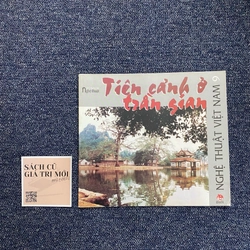 Tiên cảnh ở
trần gian
NGHỆ THUẬT VIỆT NAM
SÁCH CŨ
GIÁ TRỊ MỚI